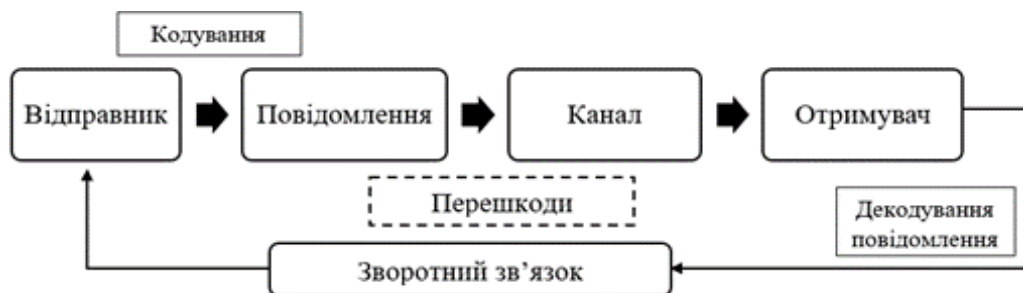 Кодування
Відправник
Повідомлення
Канал
Отримувач
Перешкоди
Декодування
повідомлення
Зворотний зв’язок